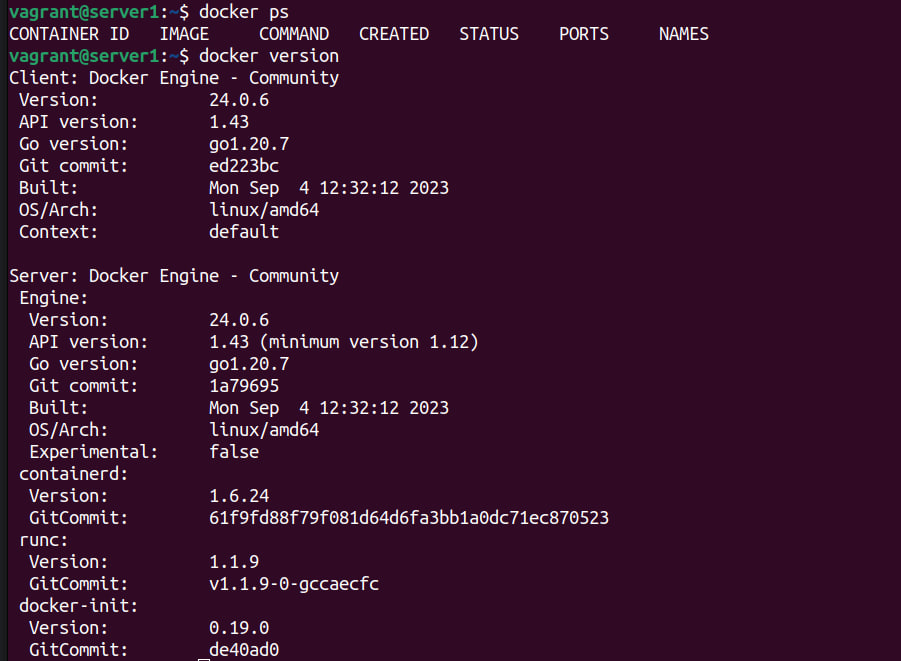 vagrant@server1:~$ docker ps
CONTAINER ID   IMAGE     COMMAND   CREATED   STATUS    PORTS     NAMES
vagrant@server1:~$ docker version
Client: Docker Engine - Community
 Version:           24.0.6
 API version:       1.43
 Go version:        go1.20.7
 Git commit:        ed223bc
 Built:             Mon Sep  4 12:32:12 2023
 OS/Arch:           linux/amd64
 Context:           default

Server: Docker Engine - Community
 Engine:
  Version:          24.0.6
  API version:      1.43 (minimum version 1.12)
  Go version:       go1.20.7
  Git commit:       1a79695
  Built:            Mon Sep  4 12:32:12 2023
  OS/Arch:          linux/amd64
  Experimental:     false
 containerd:
  Version:          1.6.24
  GitCommit:        61f9fd88f79f081d64d6fa3bb1a0dc71ec870523
 runc:
  Version:          1.1.9
  GitCommit:        v1.1.9-0-gccaecfc
 docker-init:
  Version:          0.19.0
  GitCommit:        de40ad0